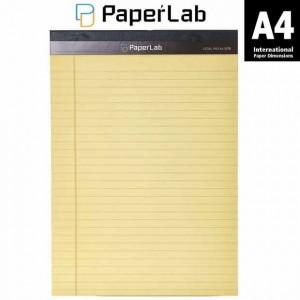 PaperLab
A4
International
Paper Dimensions
PaperLab